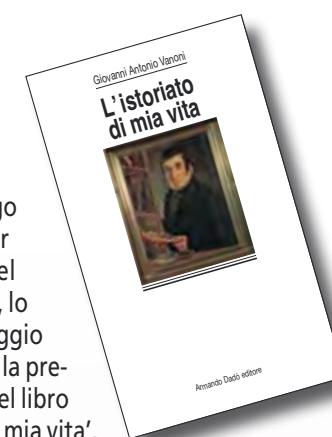 Giovanni Antonio Vanoni
L'istoriato
di mia vita
Armando Dadò editore
go
r
el
, lo
aggio
la pre-
el libro
mia vita'.